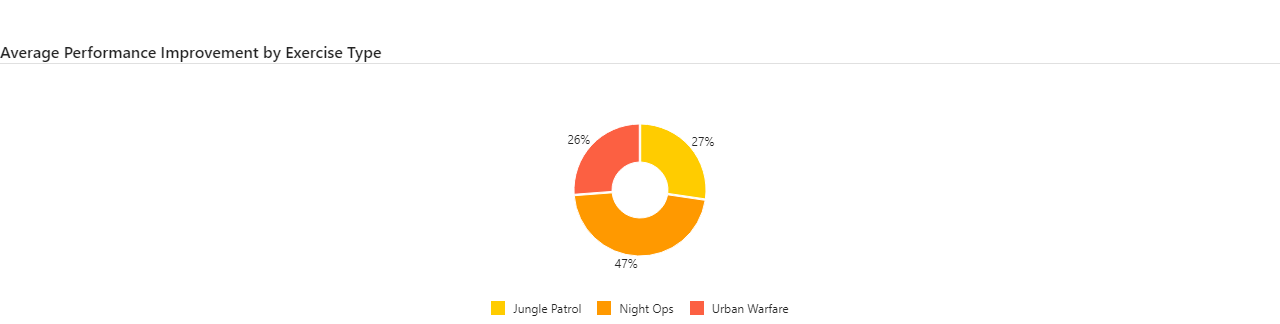 Average Performance Improvement by Exercise Type
26%
27%
47%
Jungle Patrol
Night Ops
Urban Warfare